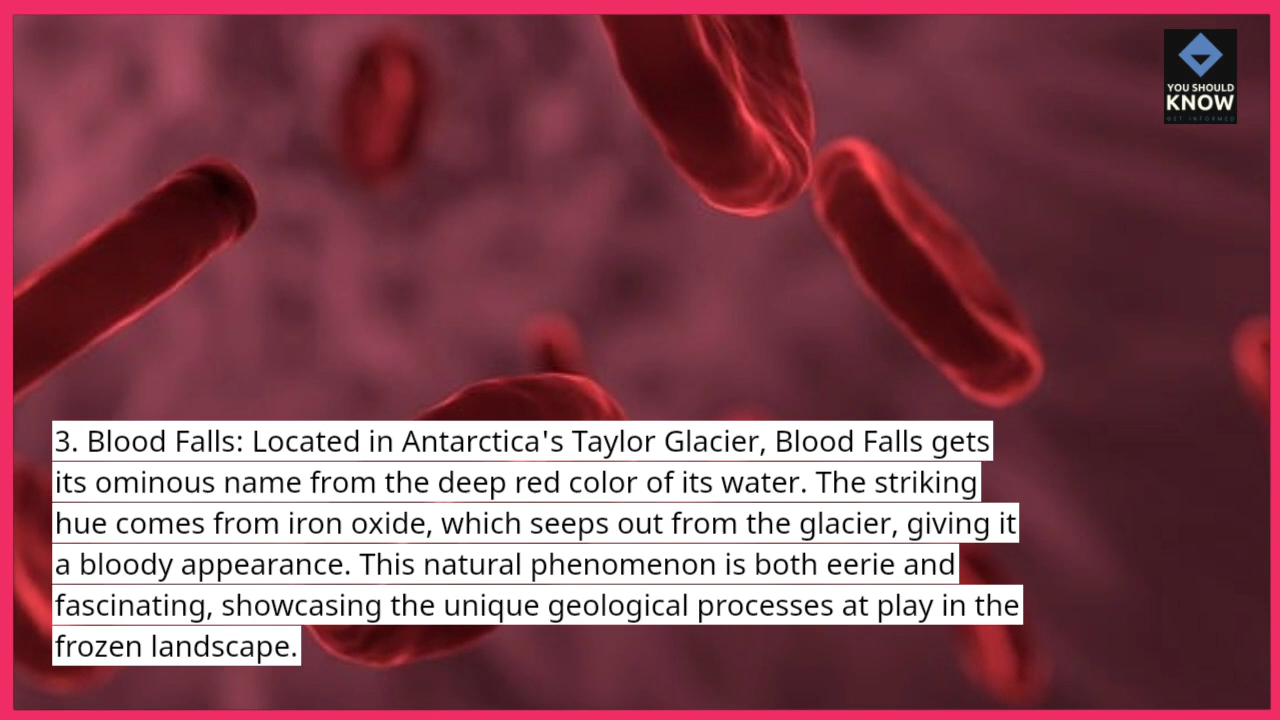 YOU SHOULD
KNOW
GET INFORMED
3. Blood Falls: Located in Antarctica's Taylor Glacier, Blood Falls gets
its ominous name from the deep red color of its water. The striking
hue comes from iron oxide, which seeps out from the glacier, giving it
a bloody appearance. This natural phenomenon is both eerie and
fascinating, showcasing the unique geological processes at play in the
frozen landscape.